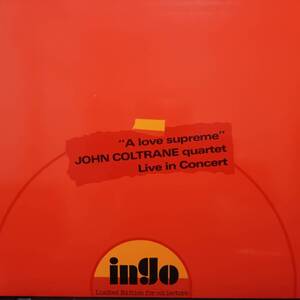 "A love supreme"
JOHN COLTRANE quartet
Live in Concert
ingo
Limited Edition for collectors